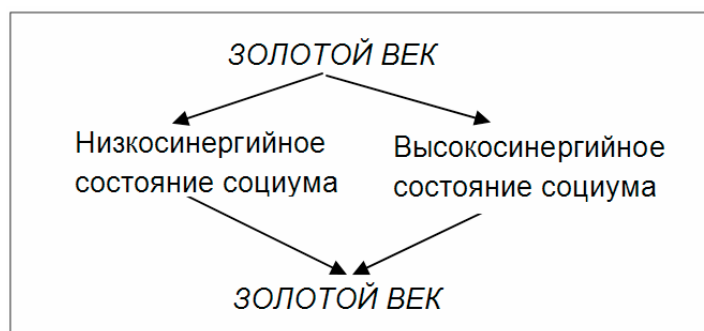 ЗОЛОТОЙ ВЕК
Низкосинергийное
состояние социума
Высокосинергийное
состояние социума
ЗОЛОТОЙ ВЕК